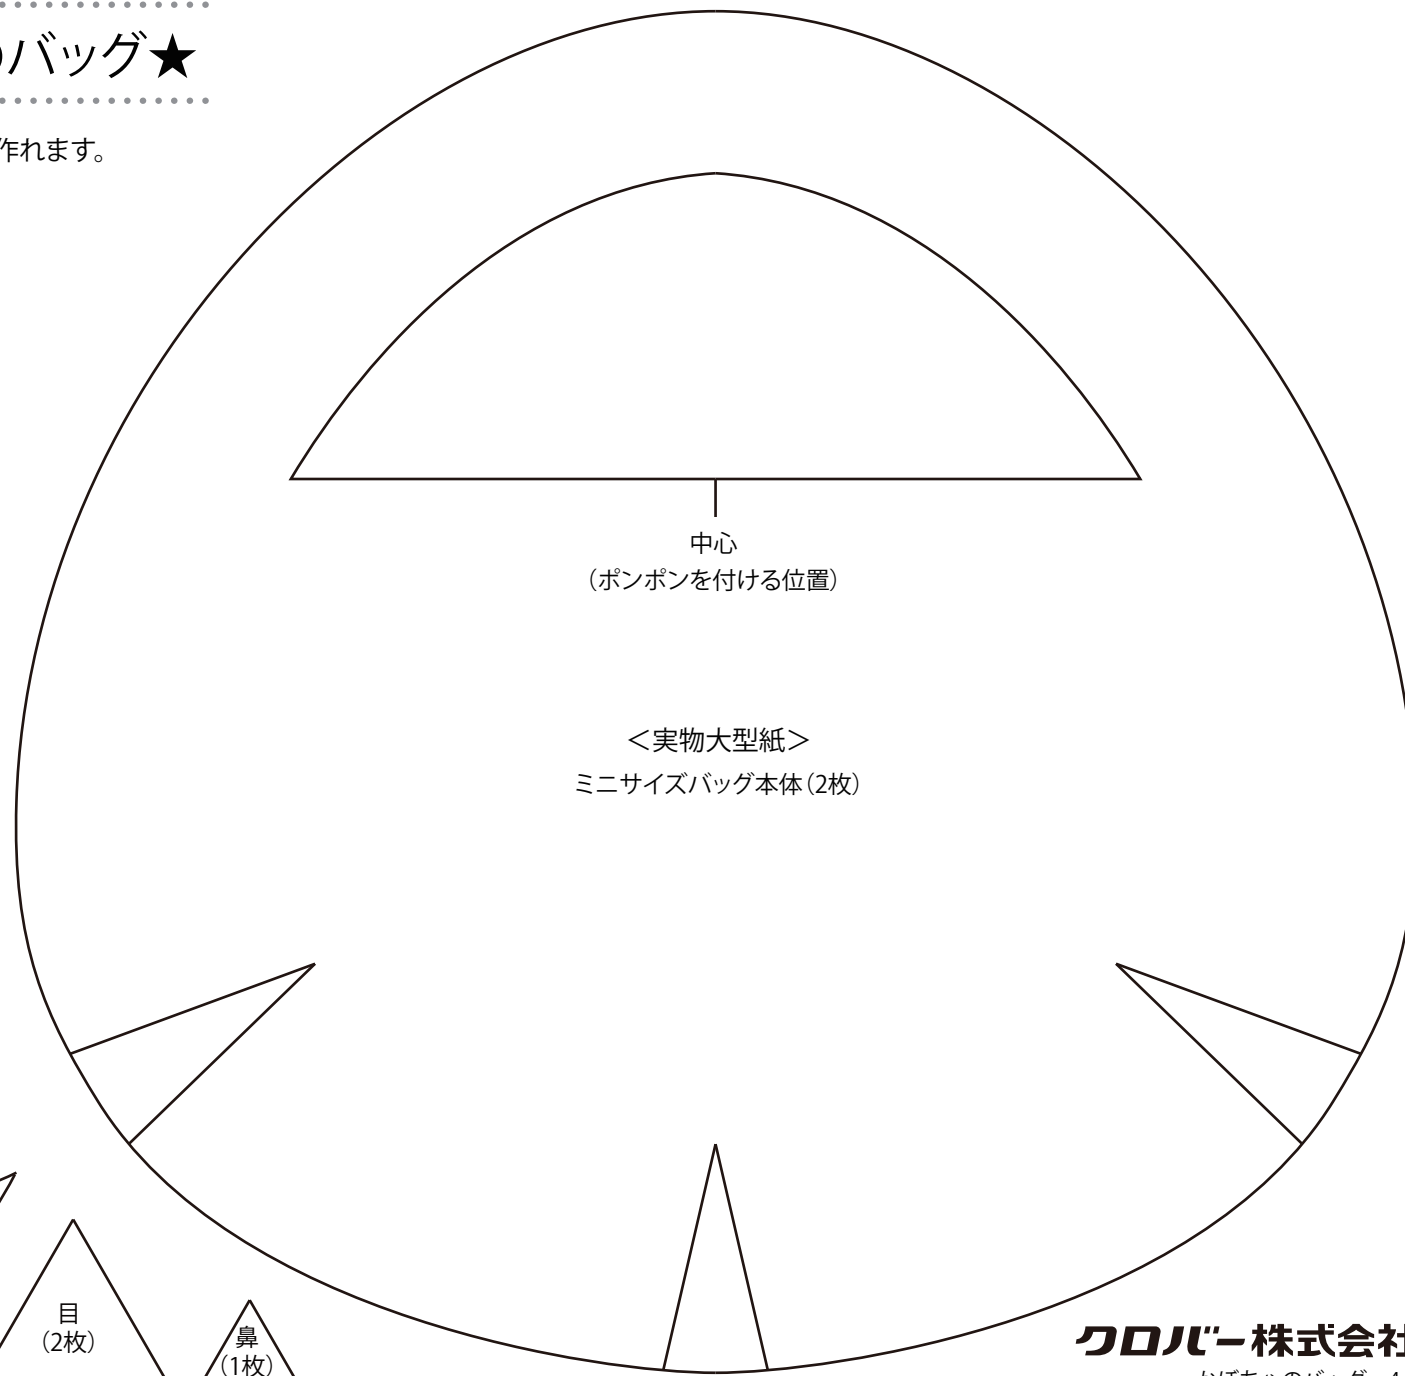 のバッグ★
作れます。
中心
（ポンポンを付ける位置）
＜実物大型紙＞
ミニサイズバッグ本体（2枚）
目
（2枚）
鼻
（1枚）
クロバー株式会社